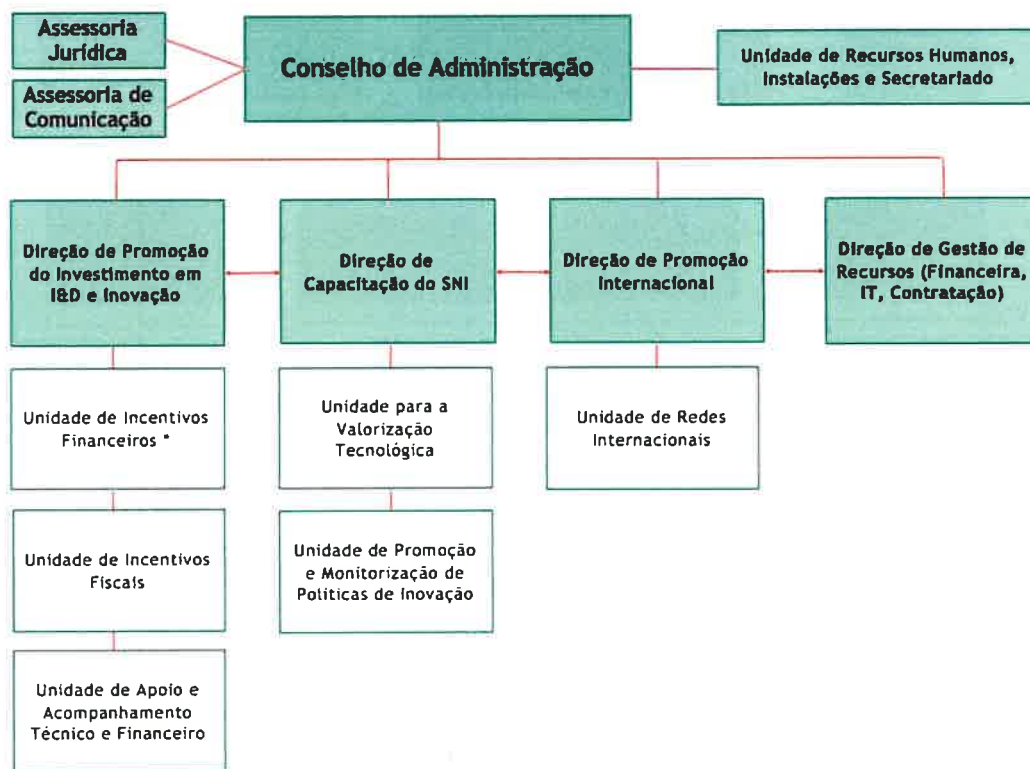 Assessoria
Jurídica
Assessoria de
Comunicação
Conselho de Administração
Unidade de Recursos Humanos,
Instalações e Secretariado
Direção de Promoção
do Investimento em
I&D e Inovação
Direção de
Capacitação do SNI
Direção de Promoção
Internacional
Direção de Gestão de
Recursos (Financeira,
IT, Contratação)
Unidade de Incentivos
Financeiros *
Unidade para a
Valorização
Tecnológica
Unidade de Redes
Internacionais
Unidade de Incentivos
Fiscais
Unidade de Promoção
e Monitorização de
Políticas de Inovação
Unidade de Apoio e
Acompanhamento
Técnico e Financeiro